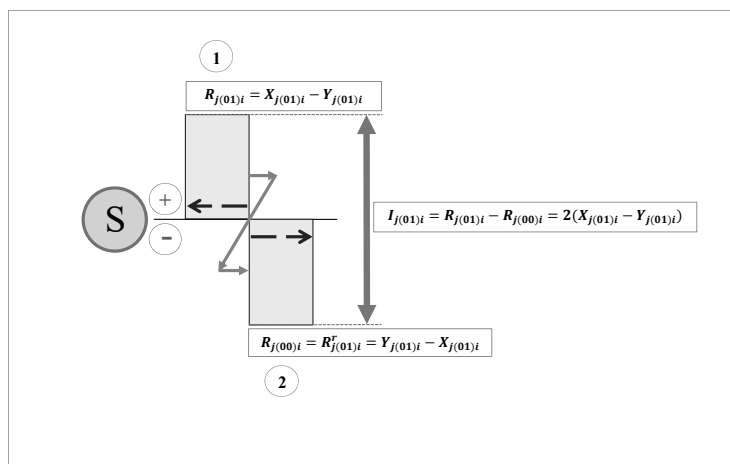 1
R_{j(01)i} = X_{j(01)i} − Y_{j(01)i}
S
+
−
I_{j(01)i} = R_{j(01)i} − R_{j(00)i} = 2(X_{j(01)i} − Y_{j(01)i})
R_{j(00)i} = R^r_{j(01)i} = Y_{j(01)i} − X_{j(01)i}
2